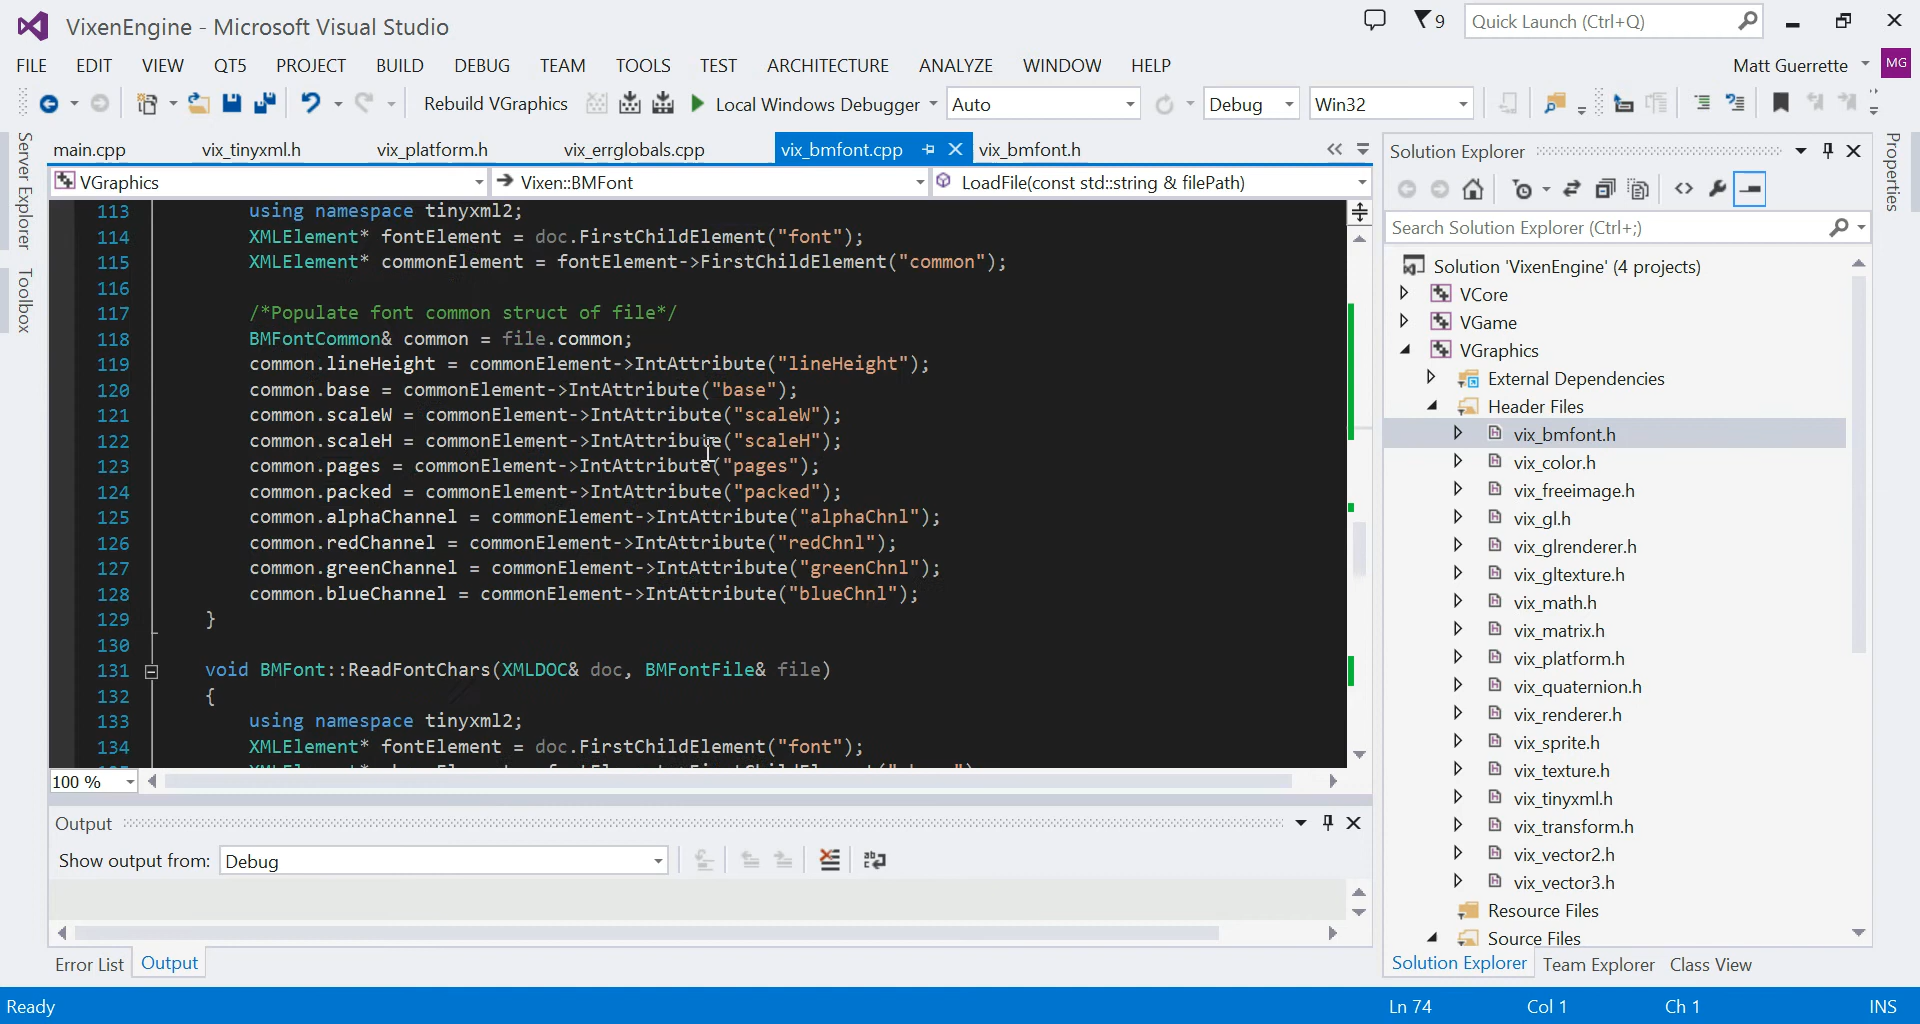 VixenEngine - Microsoft Visual Studio
9
Quick Launch (Ctrl+Q)
FILE EDIT VIEW QT5 PROJECT BUILD DEBUG TEAM TOOLS TEST ARCHITECTURE ANALYZE WINDOW HELP
Matt Guerrette MG
Rebuild VGraphics Local Windows Debugger Auto Debug Win32
Server Explorer
Toolbox
main.cpp vix_tinyxml.h vix_platform.h vix_errglobals.cpp vix_bmfont.cpp vix_bmfont.h
VGraphics Vixen::BMFont LoadFile(const std::string & filePath)
113 using namespace tinyxml2;
114 XMLElement* fontElement = doc.FirstChildElement("font");
115 XMLElement* commonElement = fontElement->FirstChildElement("common");
116
117 /*Populate font common struct of file*/
118 BMFontCommon& common = file.common;
119 common.lineHeight = commonElement->IntAttribute("lineHeight");
120 common.base = commonElement->IntAttribute("base");
121 common.scaleW = commonElement->IntAttribute("scaleW");
122 common.scaleH = commonElement->IntAttribute("scaleH");
123 common.pages = commonElement->IntAttribute("pages");
124 common.packed = commonElement->IntAttribute("packed");
125 common.alphaChannel = commonElement->IntAttribute("alphaChnl");
126 common.redChannel = commonElement->IntAttribute("redChnl");
127 common.greenChannel = commonElement->IntAttribute("greenChnl");
128 common.blueChannel = commonElement->IntAttribute("blueChnl");
129 }
130
131 void BMFont::ReadFontChars(XMLDOC& doc, BMFontFile& file)
132 {
133 using namespace tinyxml2;
134 XMLElement* fontElement = doc.FirstChildElement("font");
100 %
Output
Show output from: Debug
Error List Output
Solution Explorer
Search Solution Explorer (Ctrl+;)
Solution 'VixenEngine' (4 projects)
VCore
VGame
VGraphics
External Dependencies
Header Files
vix_bmfont.h
vix_color.h
vix_freeimage.h
vix_gl.h
vix_glrenderer.h
vix_gltexture.h
vix_math.h
vix_matrix.h
vix_platform.h
vix_quaternion.h
vix_renderer.h
vix_sprite.h
vix_texture.h
vix_tinyxml.h
vix_transform.h
vix_vector2.h
vix_vector3.h
Resource Files
Source Files
Solution Explorer Team Explorer Class View
Properties
Ready Ln 74 Col 1 Ch 1 INS